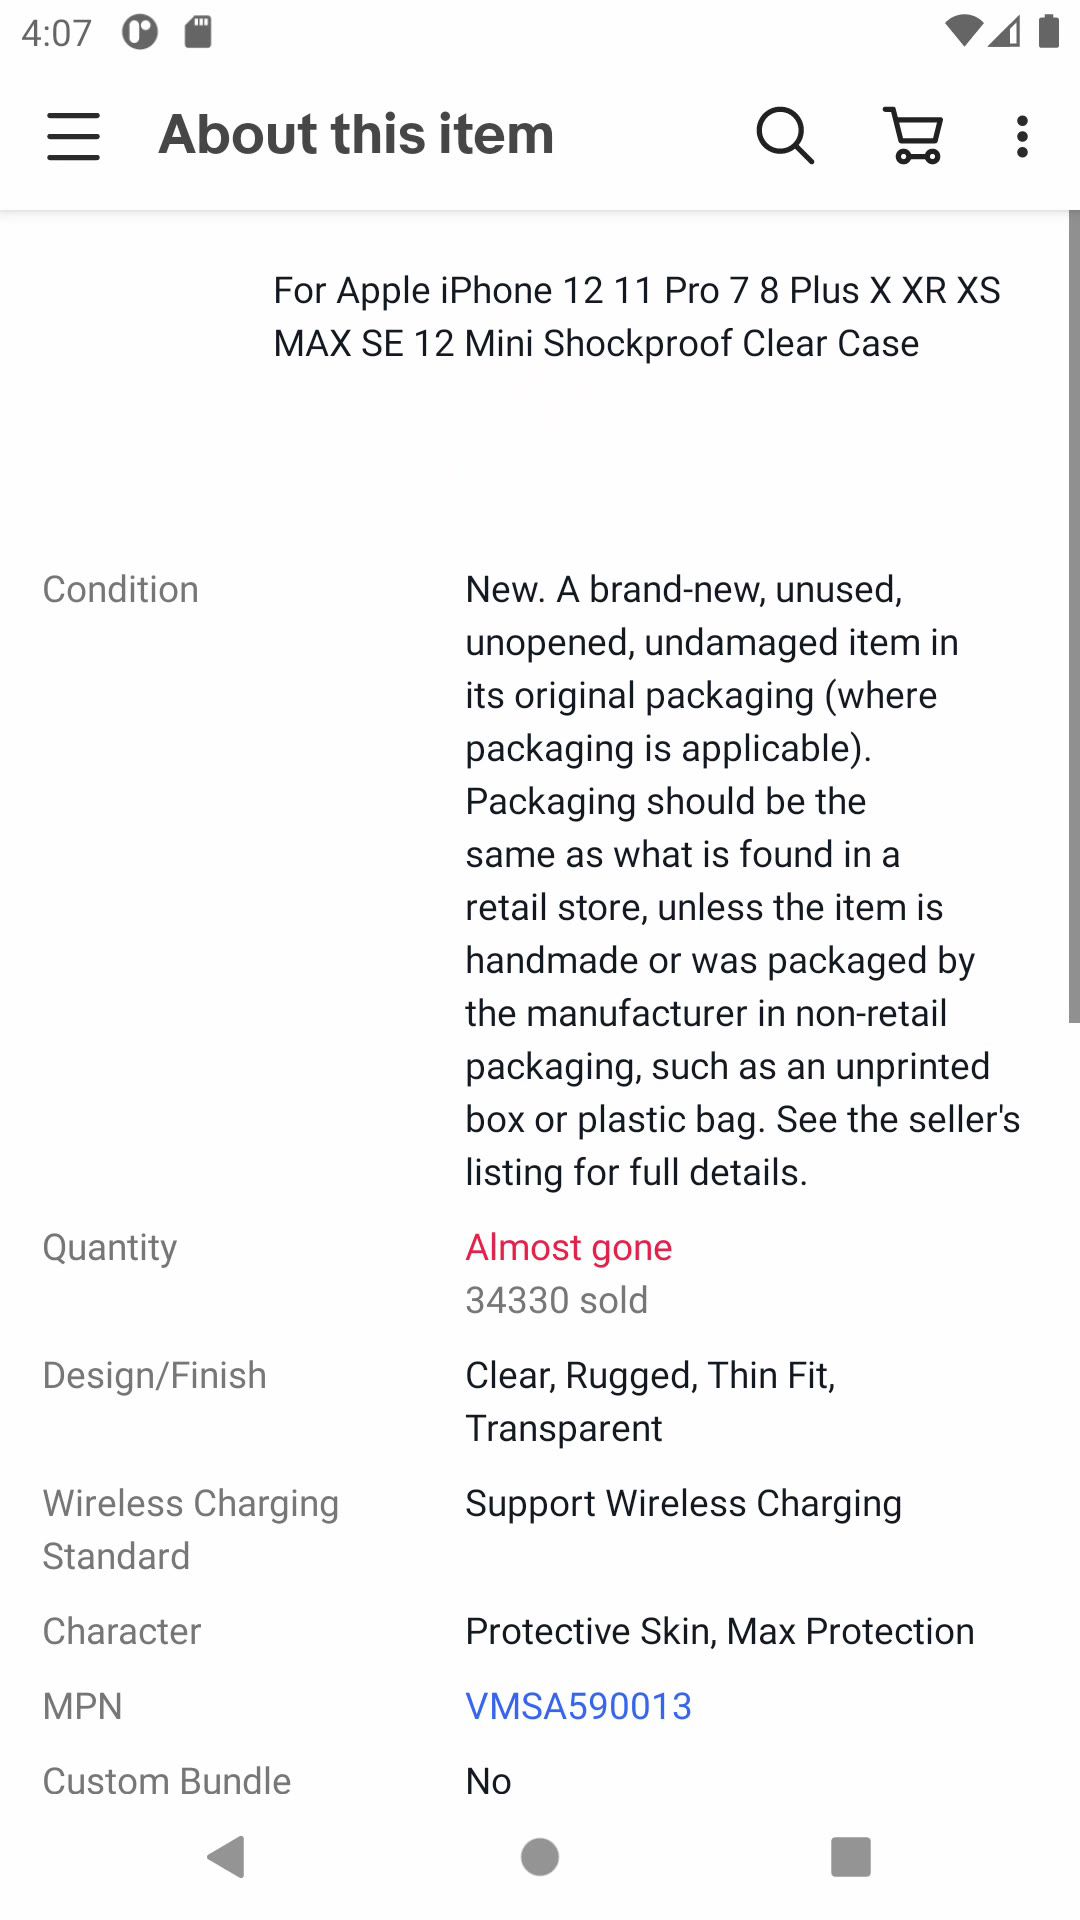 4:07
About this item
For Apple iPhone 12 11 Pro 7 8 Plus X XR XS
MAX SE 12 Mini Shockproof Clear Case
Condition
New. A brand-new, unused,
unopened, undamaged item in
its original packaging (where
packaging is applicable).
Packaging should be the
same as what is found in a
retail store, unless the item is
handmade or was packaged by
the manufacturer in non-retail
packaging, such as an unprinted
box or plastic bag. See the seller's
listing for full details.
Quantity
Almost gone
34330 sold
Design/Finish
Clear, Rugged, Thin Fit,
Transparent
Wireless Charging
Standard
Support Wireless Charging
Character
Protective Skin, Max Protection
MPN
VMSA590013
Custom Bundle
No